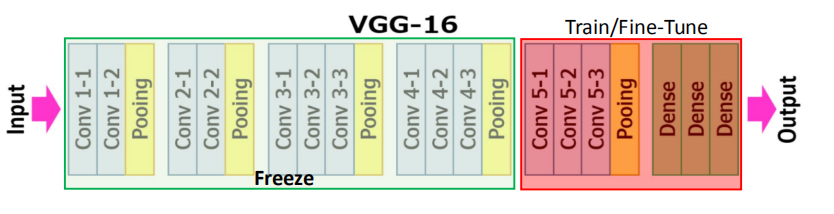 VGG-16
Train/Fine-Tune
Input
Conv 1-1
Conv 1-2
Pooing
Conv 2-1
Conv 2-2
Pooing
Conv 3-1
Conv 3-2
Conv 3-3
Pooing
Conv 4-1
Conv 4-2
Conv 4-3
Pooing
Conv 5-1
Conv 5-2
Conv 5-3
Pooing
Dense
Dense
Dense
Output
Freeze